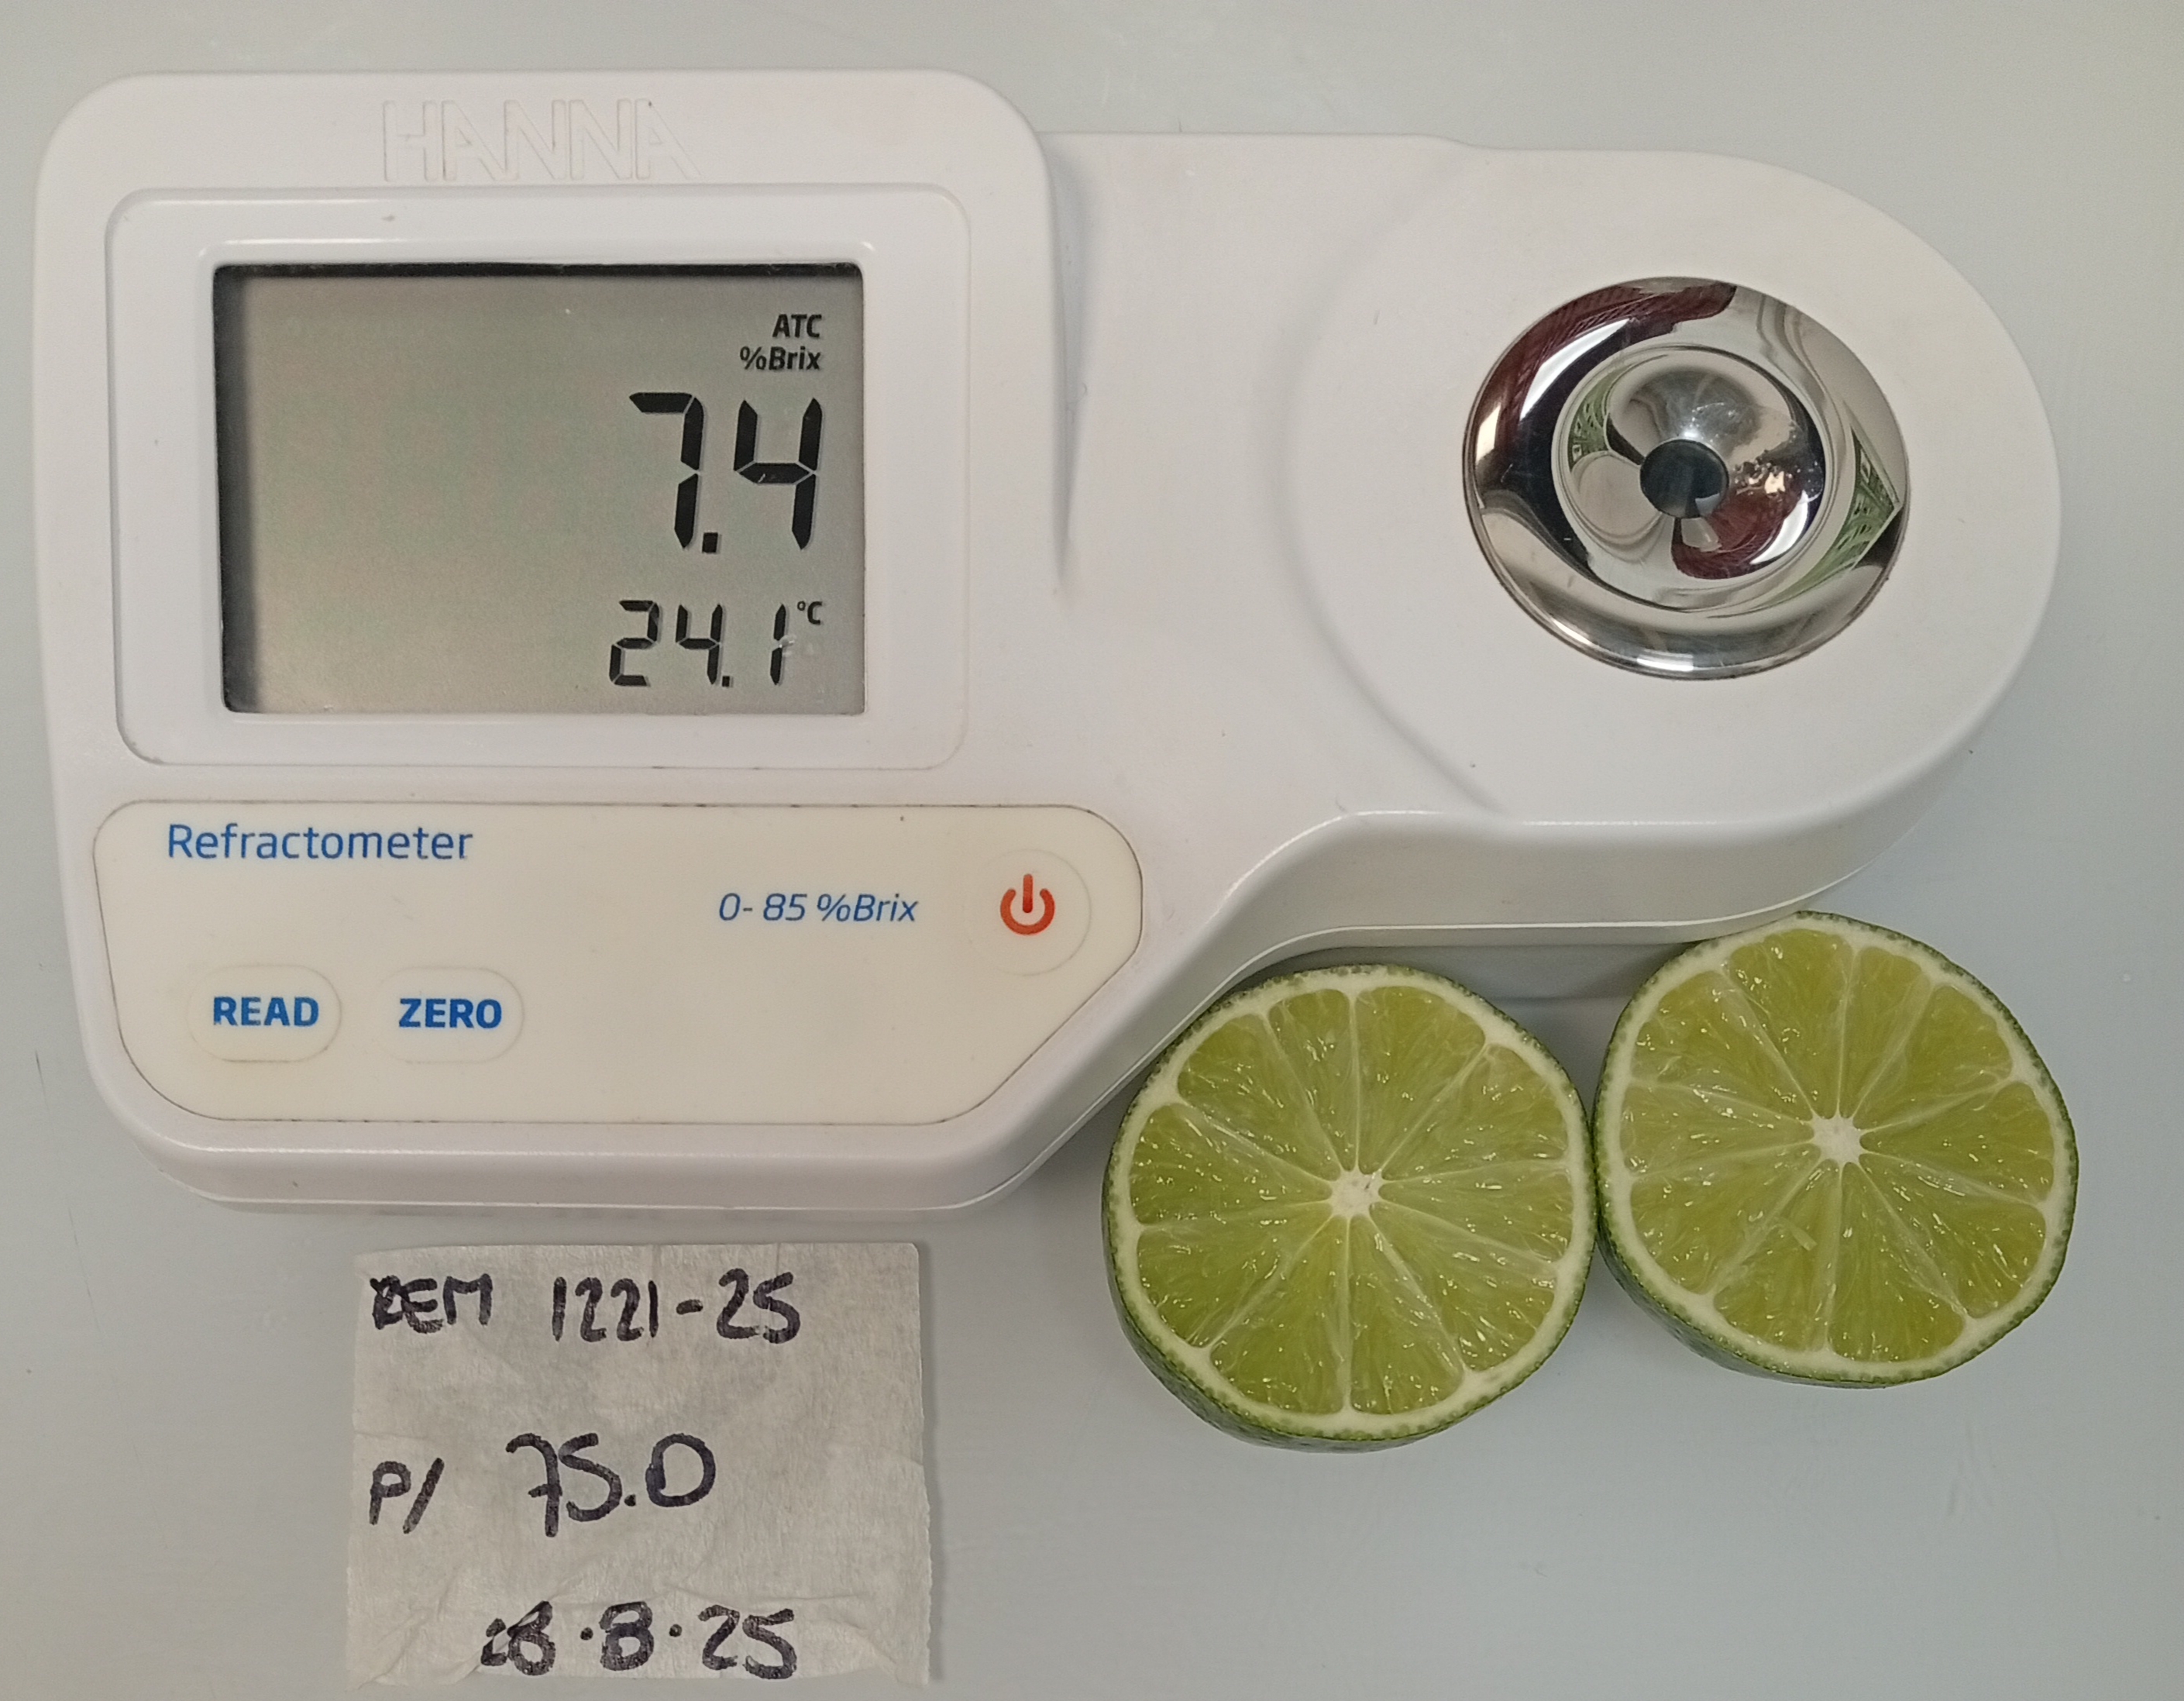 HANNA
ATC
%Brix
7.4
24.1 °C
Refractometer
0- 85 %Brix
READ
ZERO
REM 1221-25
P/ 75.0
28.8.25